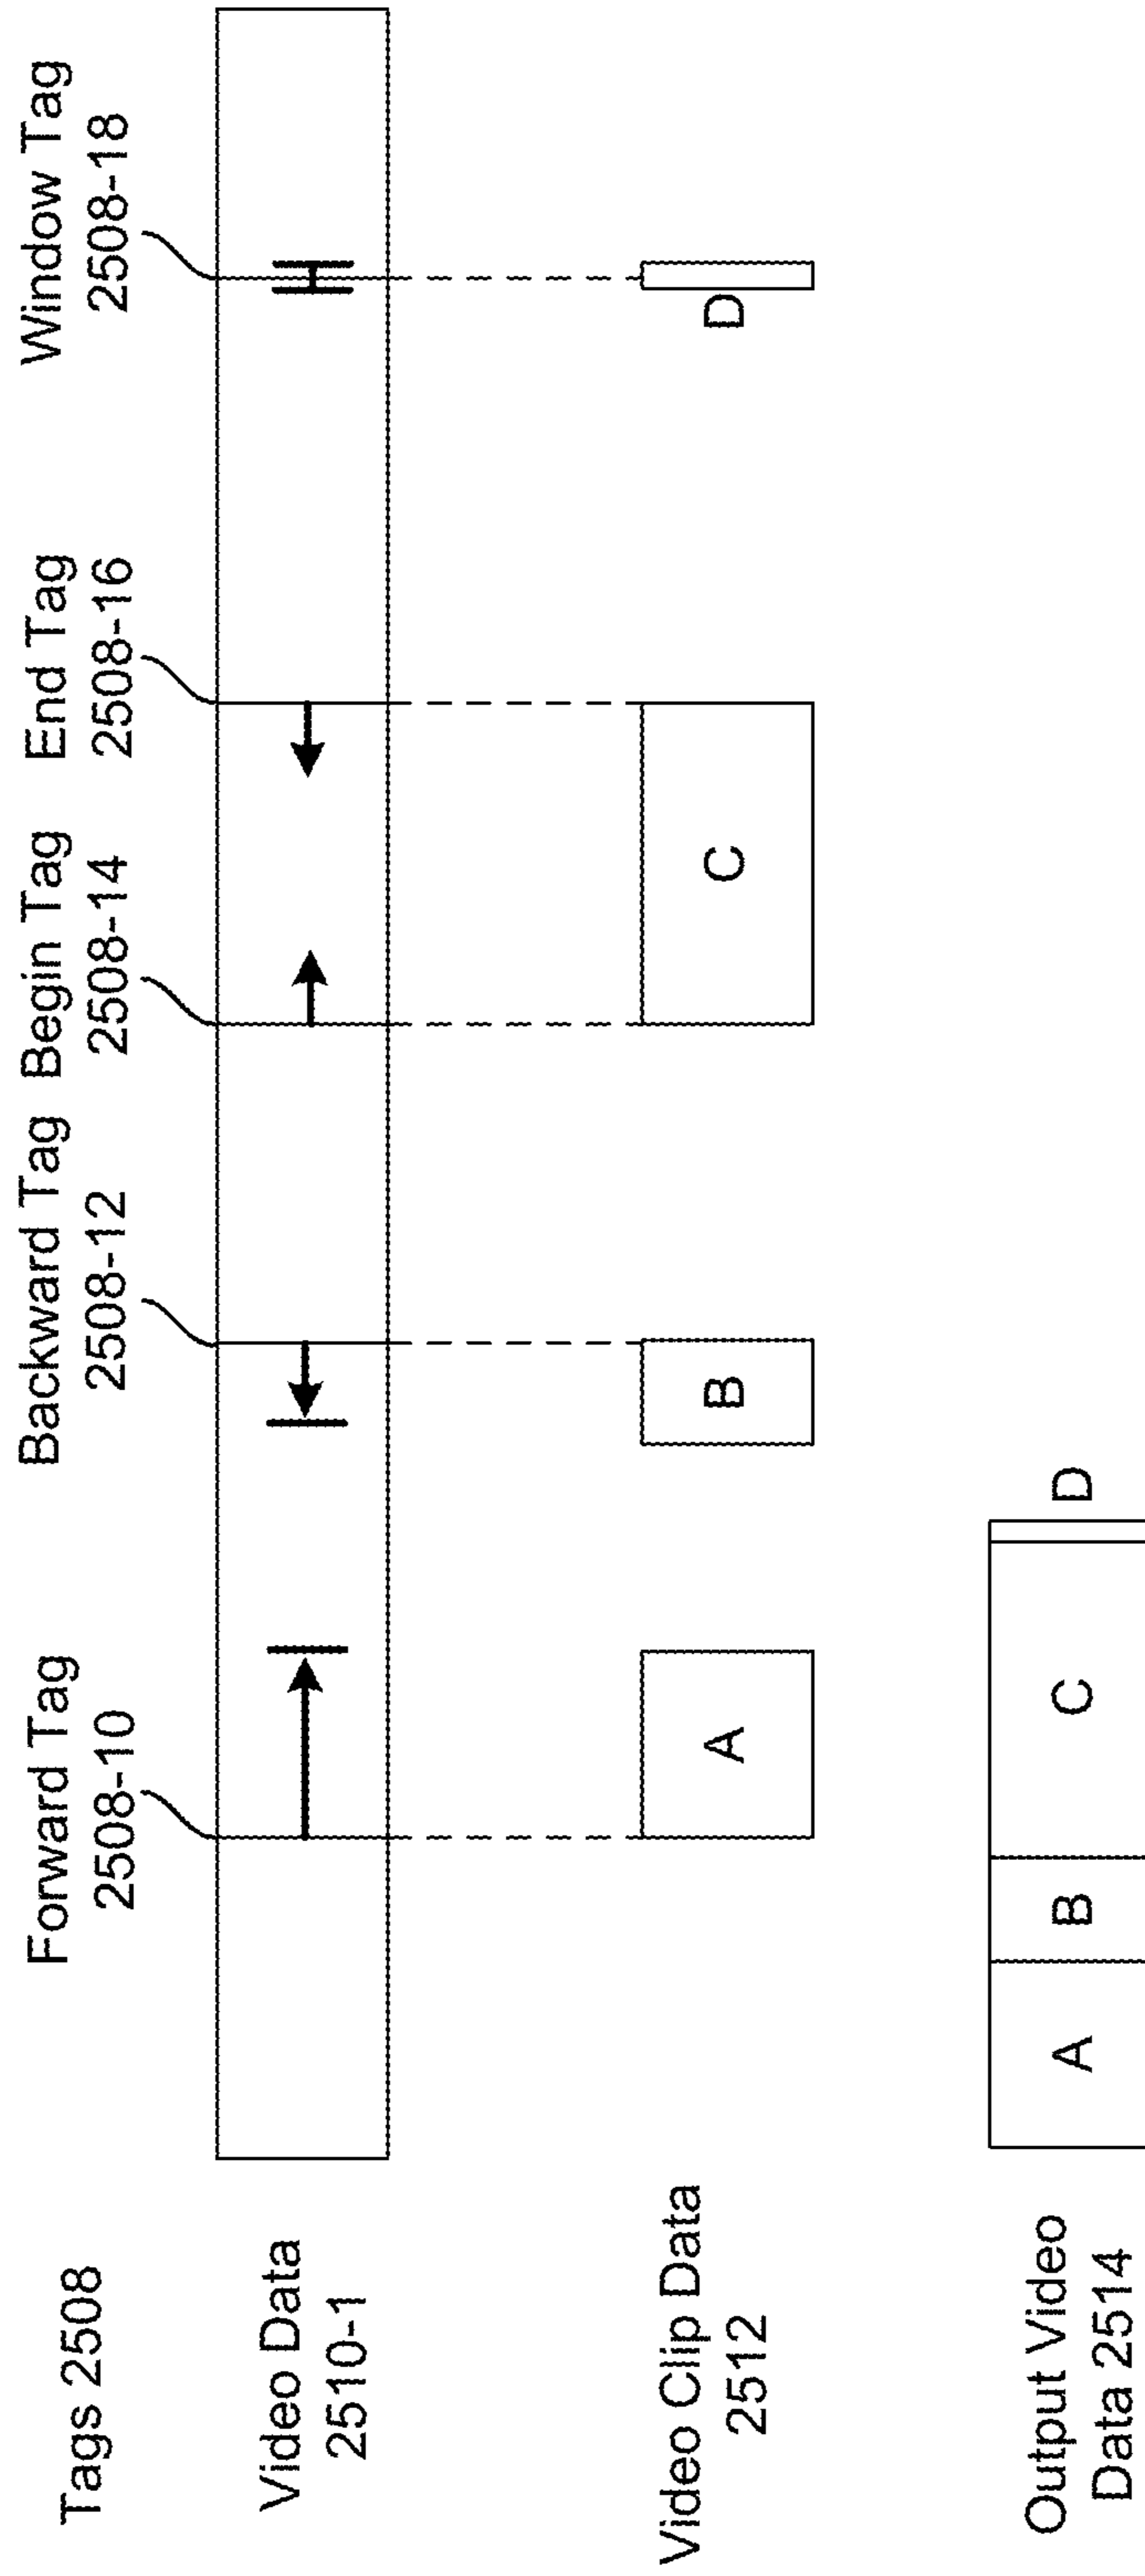 Tags 2508
Forward Tag
2508-10
Backward Tag
2508-12
Begin Tag
2508-14
End Tag
2508-16
Window Tag
2508-18
Video Data
2510-1
Video Clip Data
2512
A
B
C
D
Output Video
Data 2514
A
B
C
D